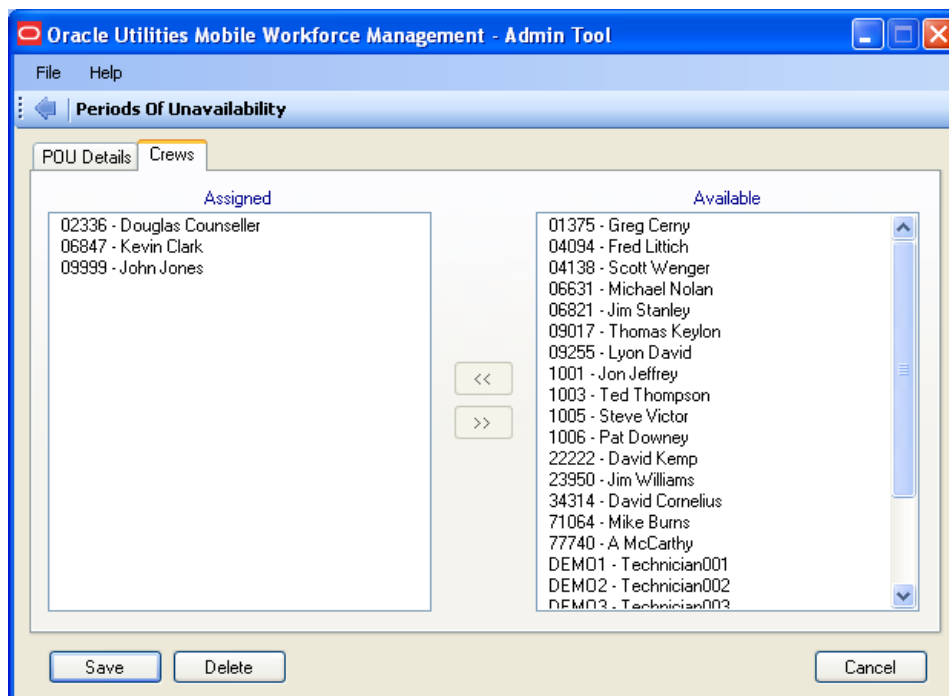 Oracle Utilities Mobile Workforce Management - Admin Tool
File Help
Periods Of Unavailability
POU Details Crews
Assigned
02336 - Douglas Counseller
06847 - Kevin Clark
09999 - John Jones
<<
>>
Available
01375 - Greg Cerny
04094 - Fred Littich
04138 - Scott Wenger
06631 - Michael Nolan
06821 - Jim Stanley
09017 - Thomas Keylon
09255 - Lyon David
1001 - Jon Jeffrey
1003 - Ted Thompson
1005 - Steve Victor
1006 - Pat Downey
22222 - David Kemp
23950 - Jim Williams
34314 - David Cornelius
71064 - Mike Burns
77740 - A McCarthy
DEMO1 - Technician001
DEMO2 - Technician002
DEMO3 - Technician003
Save Delete Cancel